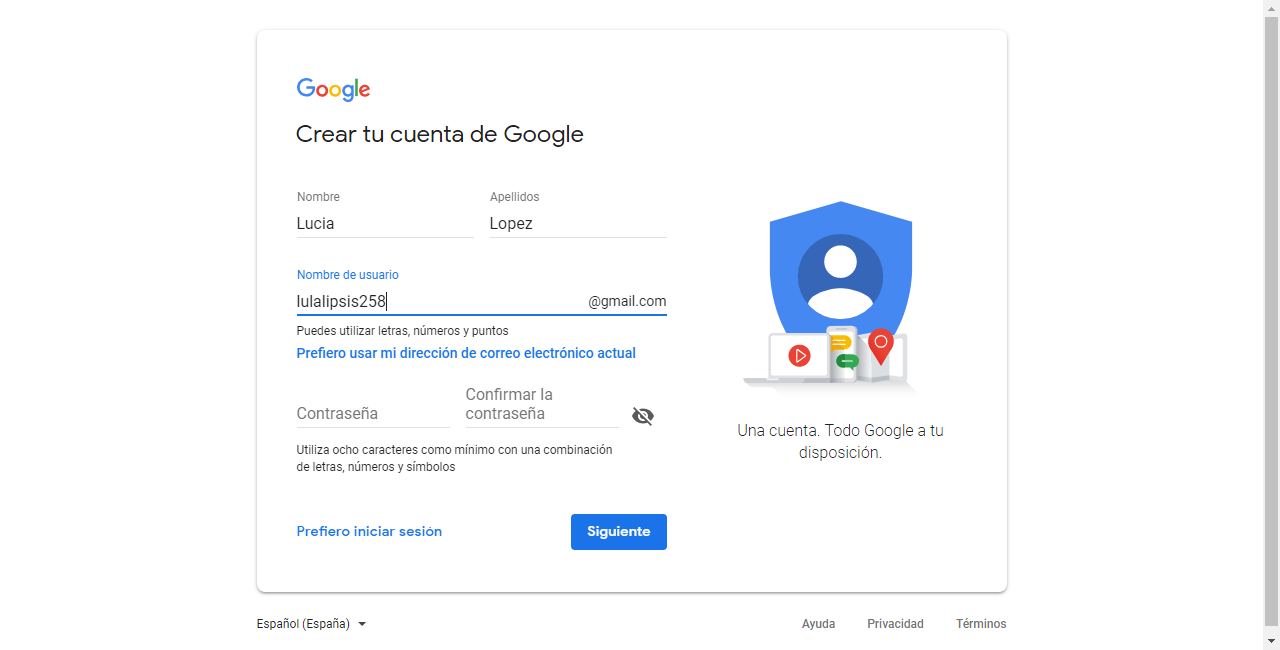 Google
Crear tu cuenta de Google
Nombre
Apellidos
Lucia
Lopez
Nombre de usuario
lulalipsis258
@gmail.com
Puedes utilizar letras, números y puntos
Prefiero usar mi dirección de correo electrónico actual
Contraseña
Confirmar la
contraseña
Utiliza ocho caracteres como mínimo con una combinación
de letras, números y símbolos
Prefiero iniciar sesión
Siguiente
Una cuenta. Todo Google a tu
disposición.
Español (España)
Ayuda
Privacidad
Términos